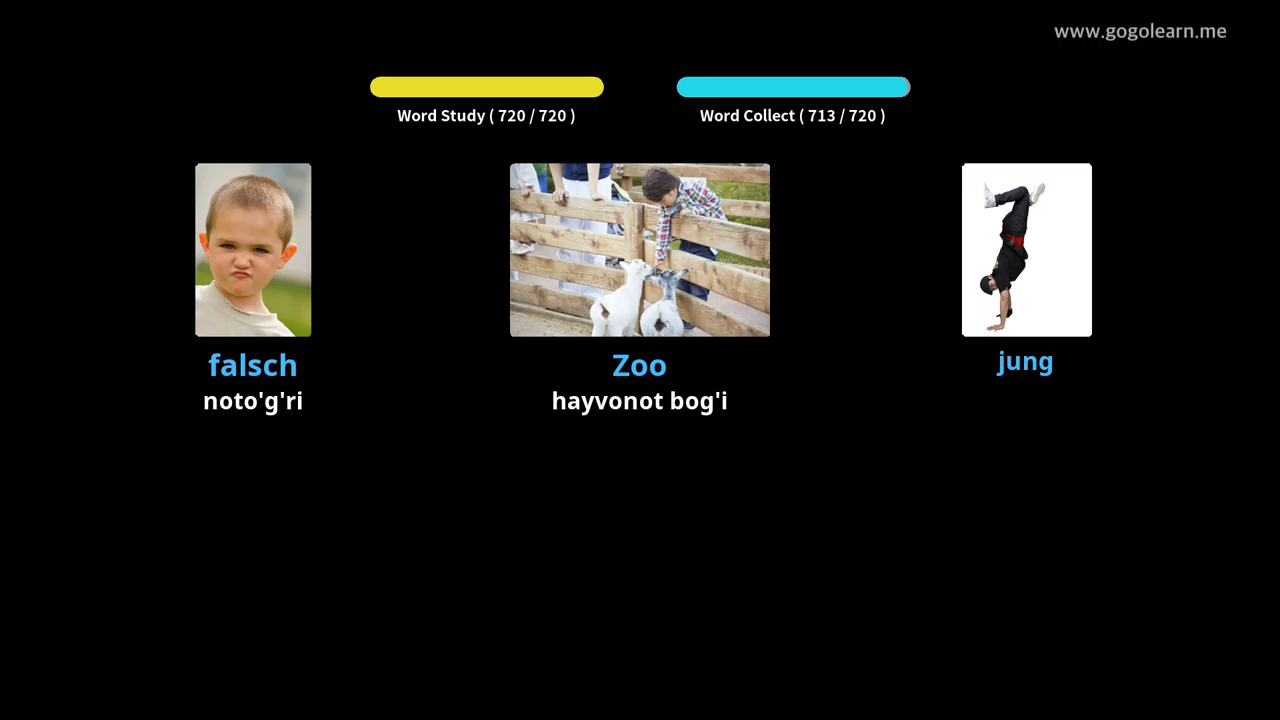 www.gogolearn.me
Word Study ( 720 / 720 )
Word Collect ( 713 / 720 )
falsch
Zoo
jung
noto'g'ri
hayvonot bog'i